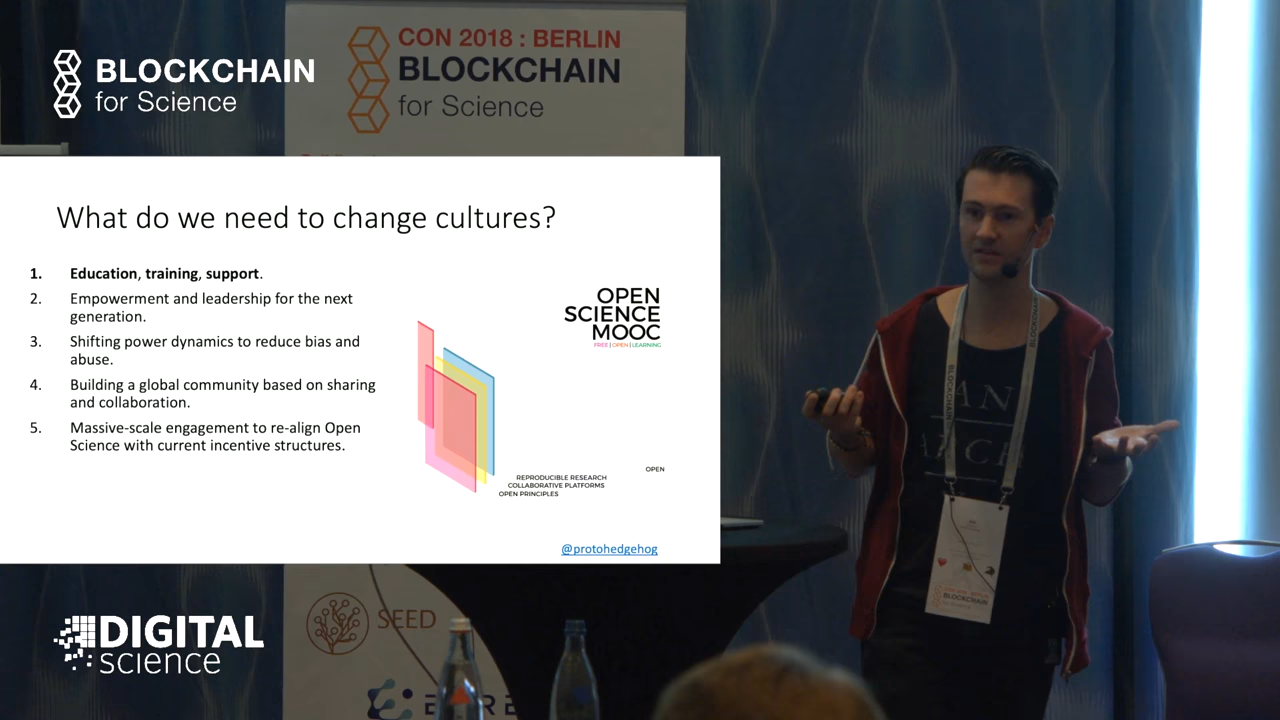 BLOCKCHAIN
for Science
CON 2018 : BERLIN
BLOCKCHAIN
for Science
What do we need to change cultures?
1. Education, training, support.
2. Empowerment and leadership for the next
generation.
3. Shifting power dynamics to reduce bias and
abuse.
4. Building a global community based on sharing
and collaboration.
5. Massive-scale engagement to re-align Open
Science with current incentive structures.
OPEN
SCIENCE
MOOC
FREE | OPEN | LEARNING
OPEN
REPRODUCIBLE RESEARCH
COLLABORATIVE PLATFORMS
OPEN PRINCIPLES
@protohedgehog
DIGITAL
science
SEED
BLOCKCHAIN
BLOCKCHAIN
for Science